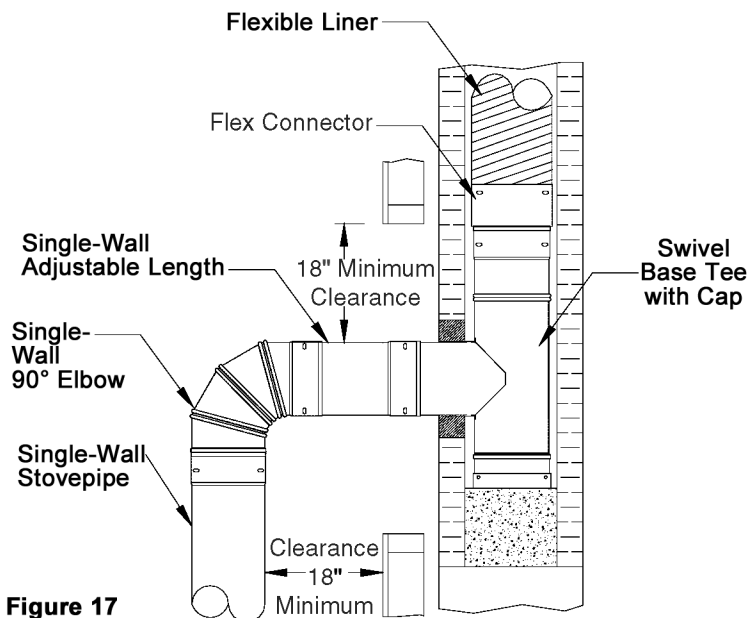 Flexible Liner
Flex Connector
Single-Wall
Adjustable Length
18" Minimum
Clearance
Swivel
Base Tee
with Cap
Single-
Wall
90° Elbow
Single-Wall
Stovepipe
Clearance
18"
Minimum
Figure 17